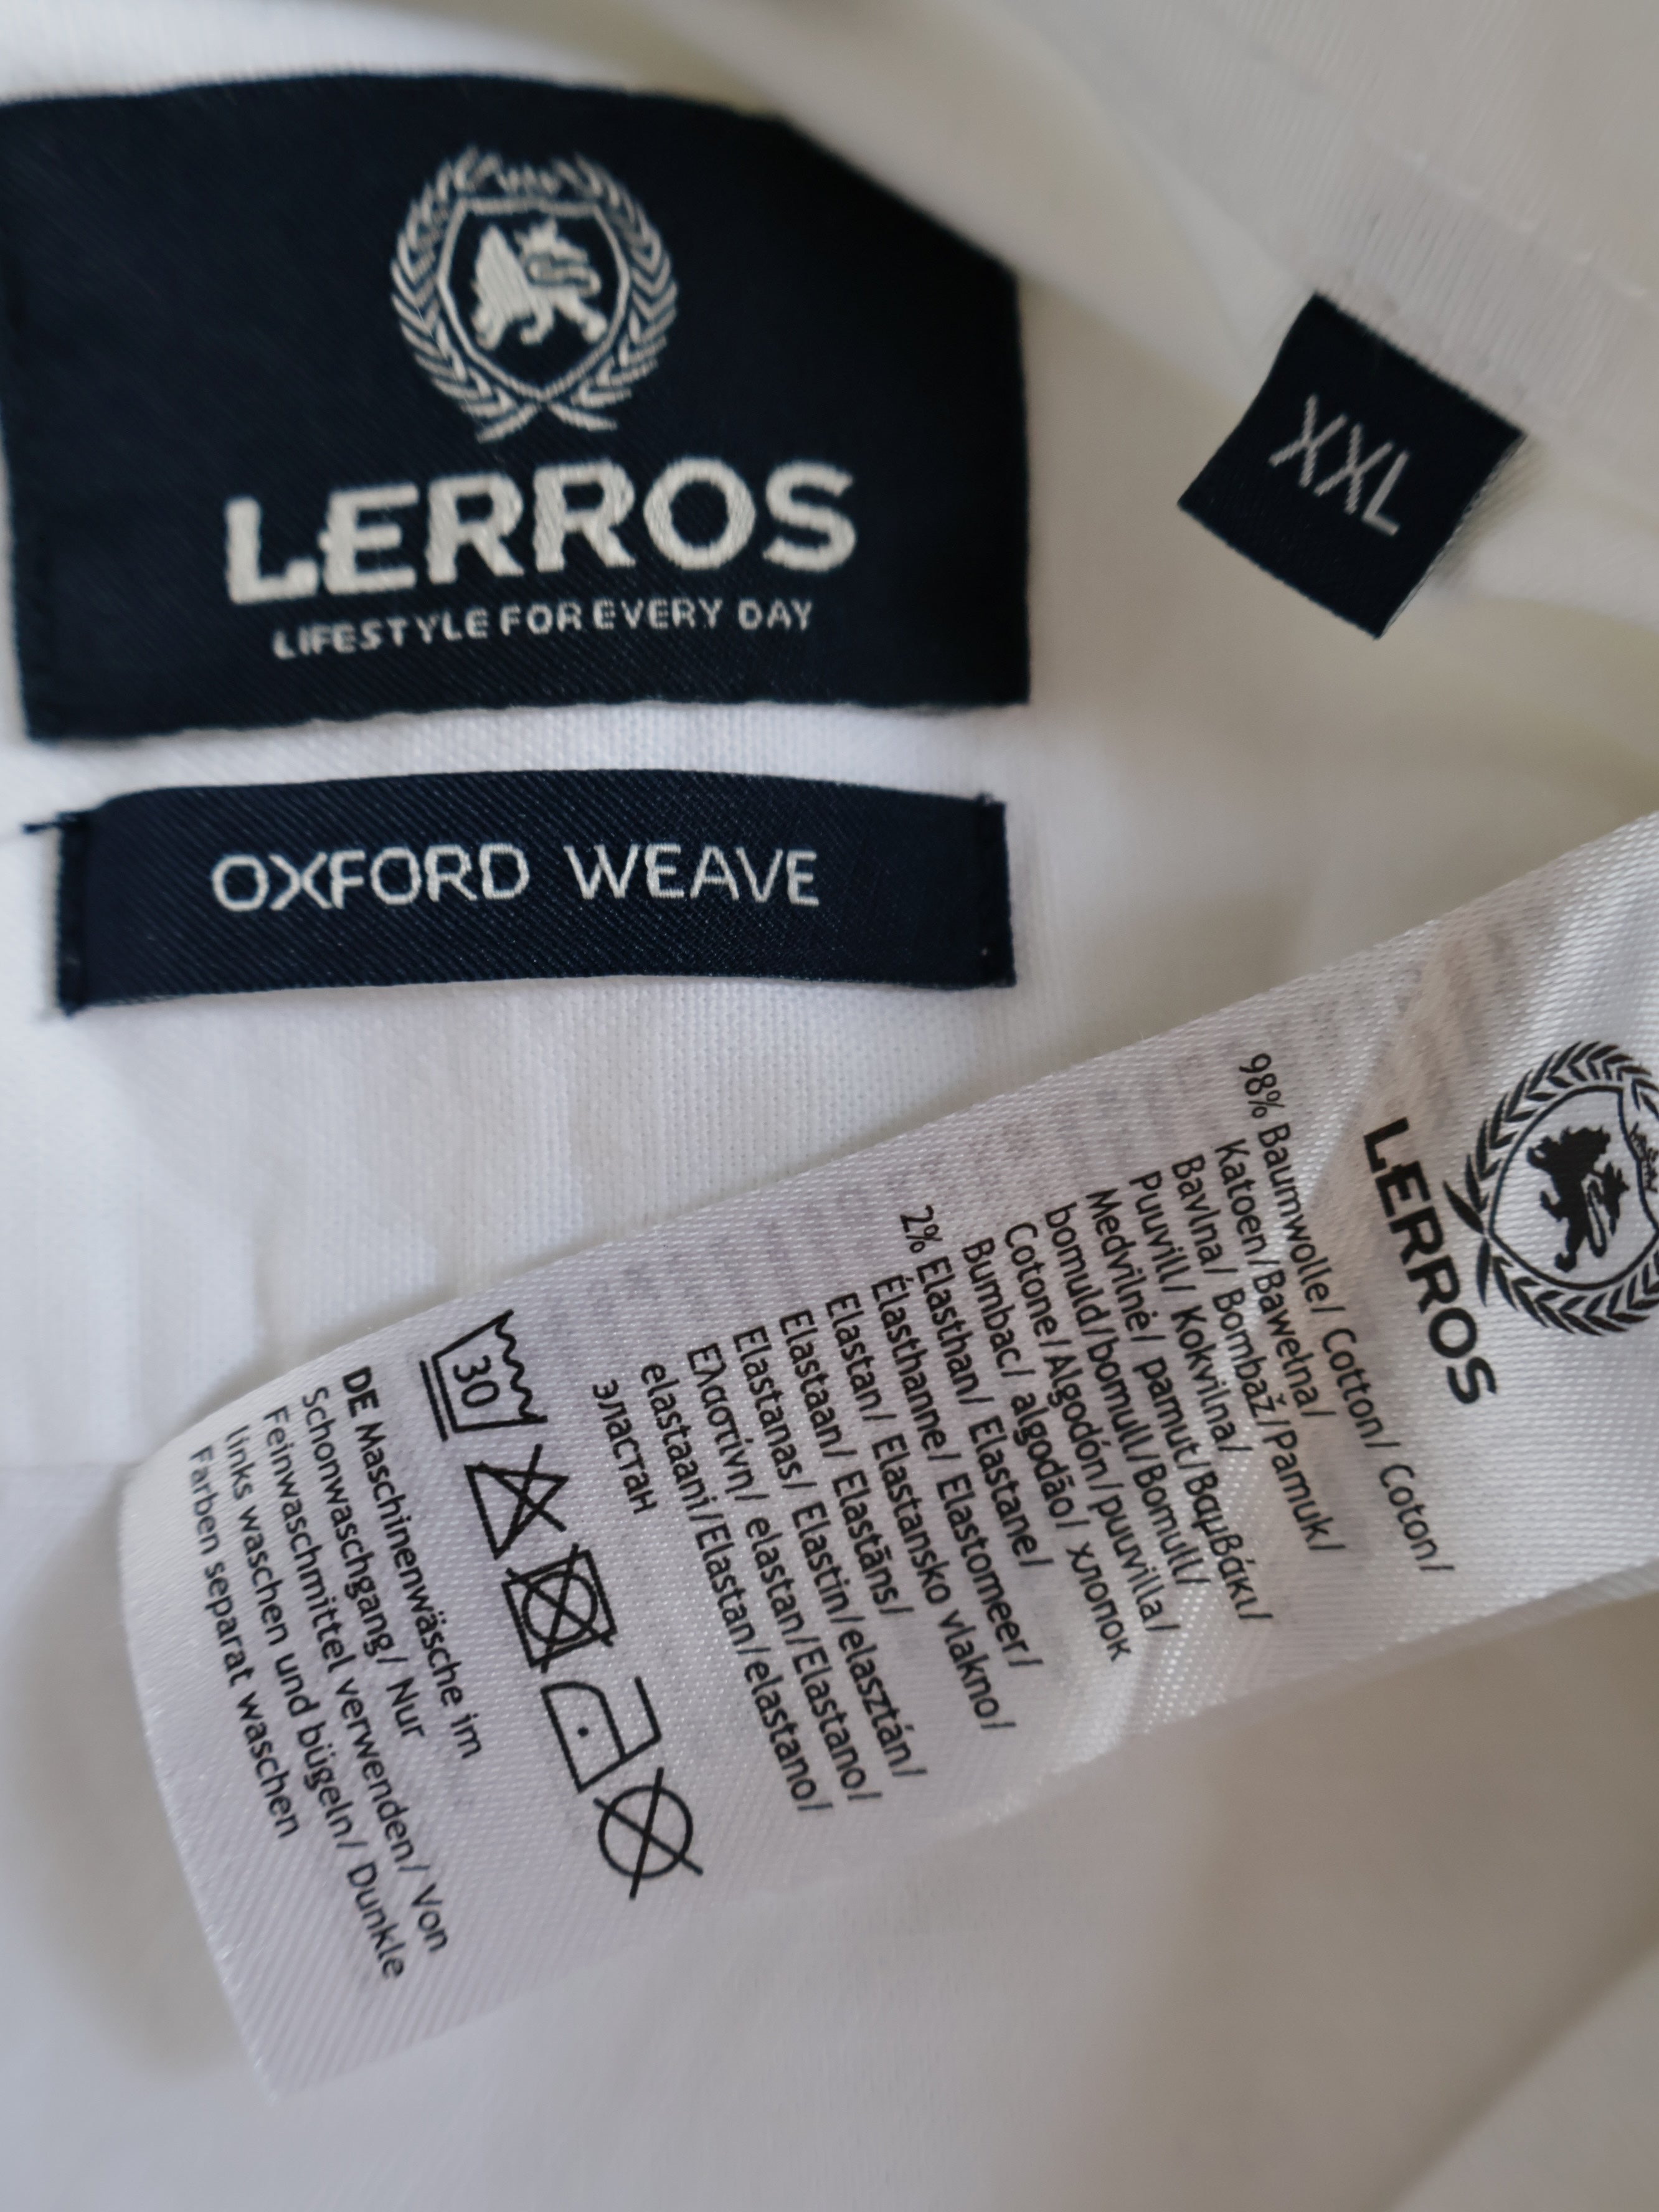 LERROS
LIFESTYLE FOR EVERY DAY
XXL
OXFORD WEAVE
LERROS
98% Baumwolle/ Cotton/ Coton/
Katoen/Bawełna/
Bavlna/ Bombaž/Pamuk/
Puuvill/ Kokvilna/
Medvilnė/ pamut/Βαμβάκι/
bomuld/bomull/Bomull/
Cotone/Algodón/puuvilla/
Bumbac/ algodão/ хлопок
2% Elasthan/ Elastane/
Élasthanne/ Elastomeer/
Elastan/ Elastansko vlakno/
Elastaan/ Elastāns/
Elastanas/ Elastin/elasztán/
Ελαστίνη/ elastan/Elastano/
elastaani/Elastan/elastano/
эластан
30
DE Maschinenwäsche im
Schonwaschgang/ Nur
Feinwaschmittel verwenden/ Von
links waschen und bügeln/ Dunkle
Farben separat waschen